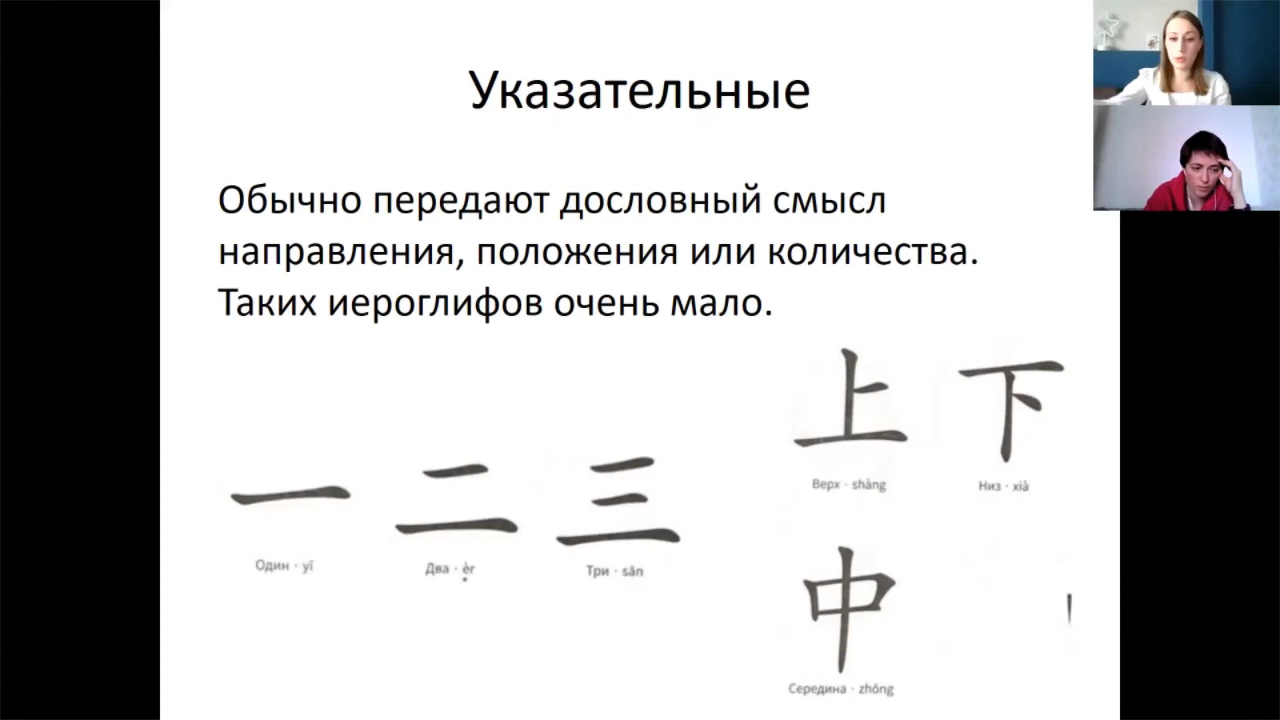 Указательные
Обычно передают дословный смысл
направления, положения или количества.
Таких иероглифов очень мало.
上 下
Верх · shàng Низ · xià
一 二 三
Один · yī Два · èr Три · sān
中
Середина · zhōng